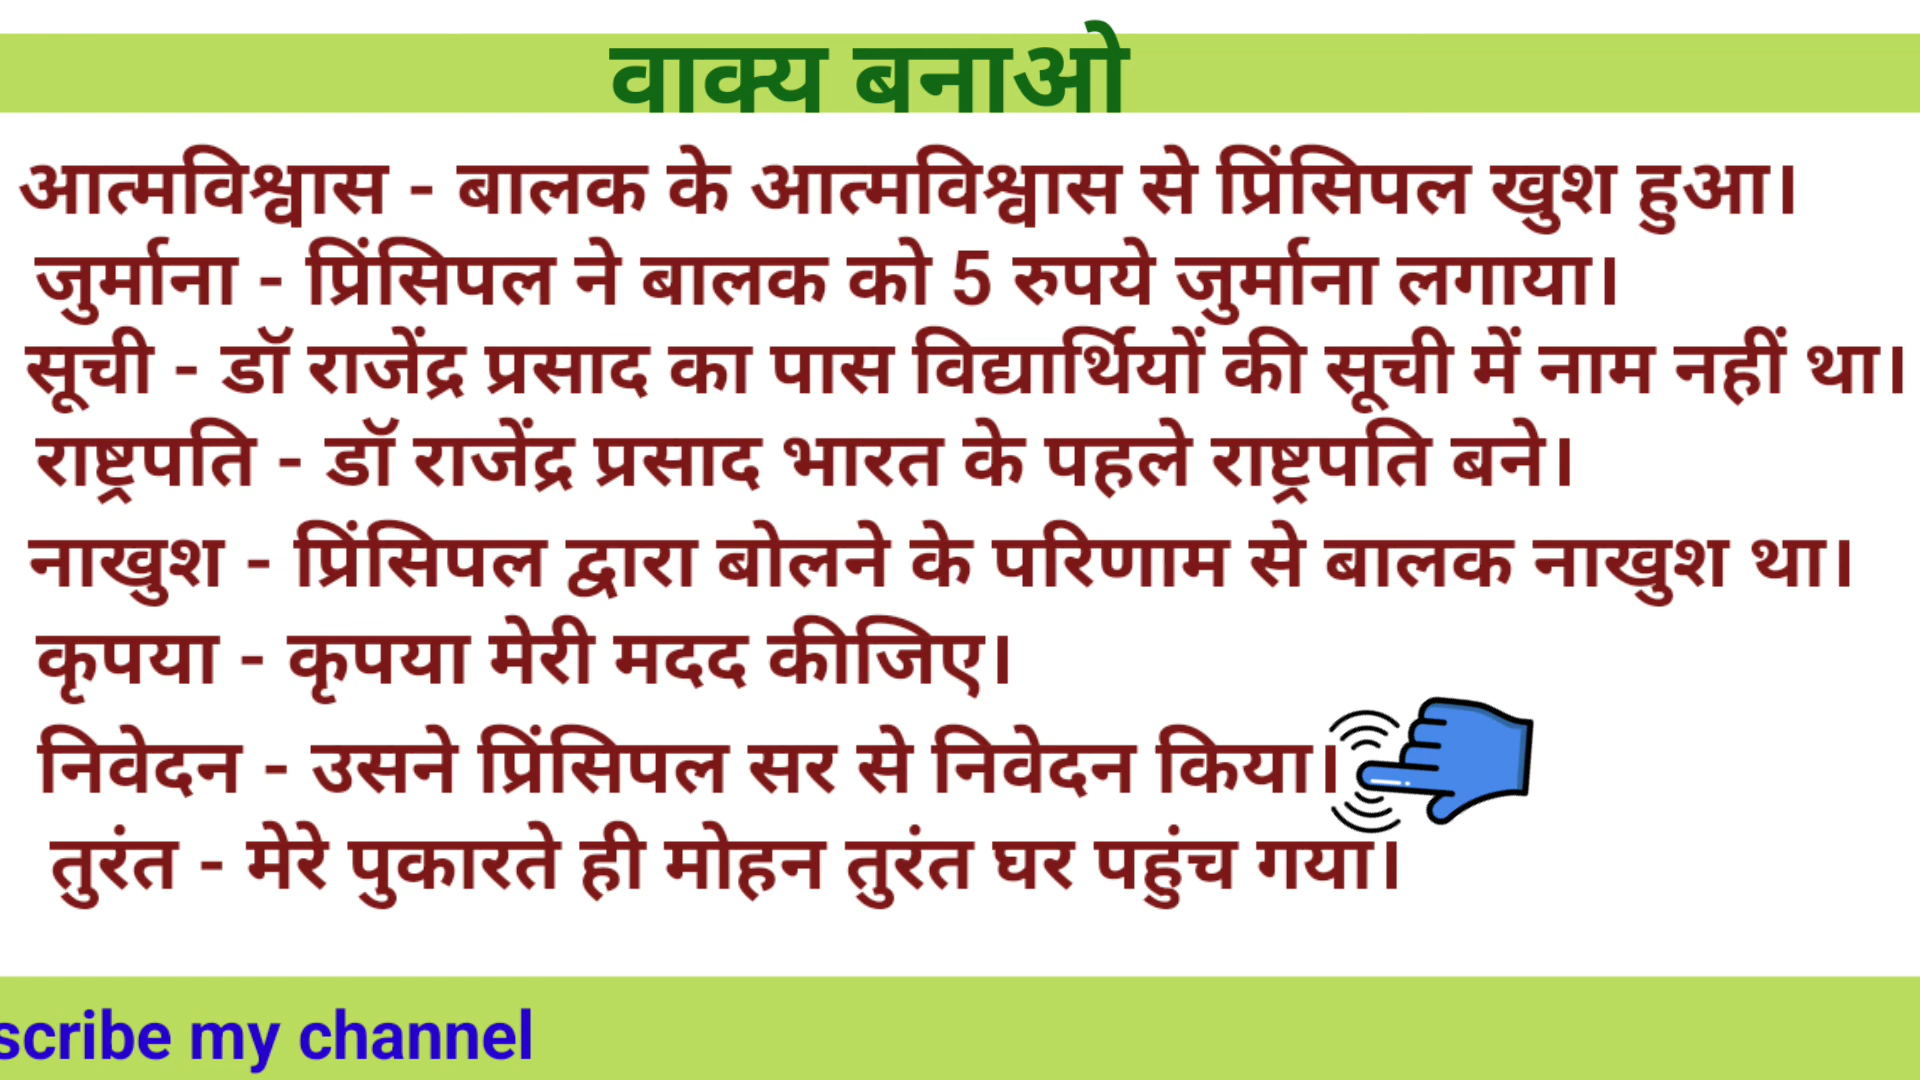 वाक्य बनाओ
आत्मविश्वास - बालक के आत्मविश्वास से प्रिंसिपल खुश हुआ।
जुर्माना - प्रिंसिपल ने बालक को 5 रुपये जुर्माना लगाया।
सूची - डॉ राजेंद्र प्रसाद का पास विद्यार्थियों की सूची में नाम नहीं था।
राष्ट्रपति - डॉ राजेंद्र प्रसाद भारत के पहले राष्ट्रपति बने।
नाखुश - प्रिंसिपल द्वारा बोलने के परिणाम से बालक नाखुश था।
कृपया - कृपया मेरी मदद कीजिए।
निवेदन - उसने प्रिंसिपल सर से निवेदन किया।
तुरंत - मेरे पुकारते ही मोहन तुरंत घर पहुंच गया।
scribe my channel